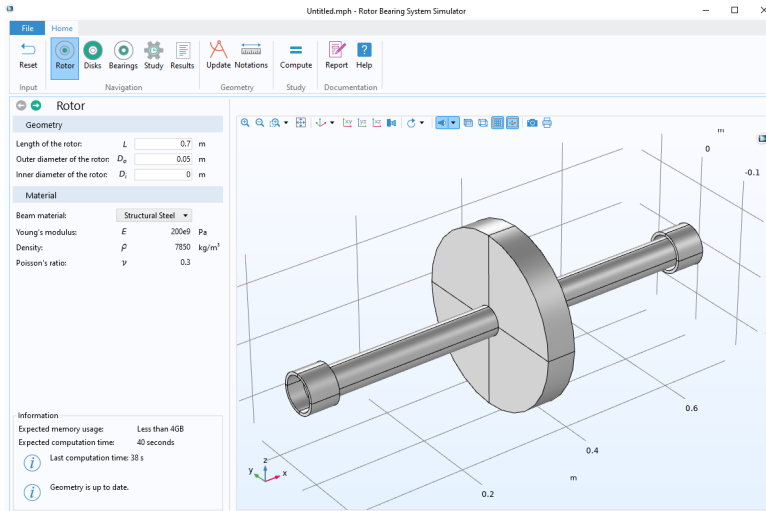 Untitled.mph - Rotor Bearing System Simulator
File Home
Reset Rotor Disks Bearings Study Results Update Notations Compute Report Help
Input Navigation Geometry Study Documentation
Rotor
Geometry
Length of the rotor: L 0.7 m
Outer diameter of the rotor: Do 0.05 m
Inner diameter of the rotor: Di 0 m
Material
Beam material: Structural Steel
Young's modulus: E 200e9 Pa
Density: ρ 7850 kg/m³
Poisson's ratio: ν 0.3
Information
Expected memory usage: Less than 4GB
Expected computation time: 40 seconds
Last computation time: 38 s
Geometry is up to date.
xy yz xz
m
0
-0.1
0.6
0.4
m
0.2
z
y x